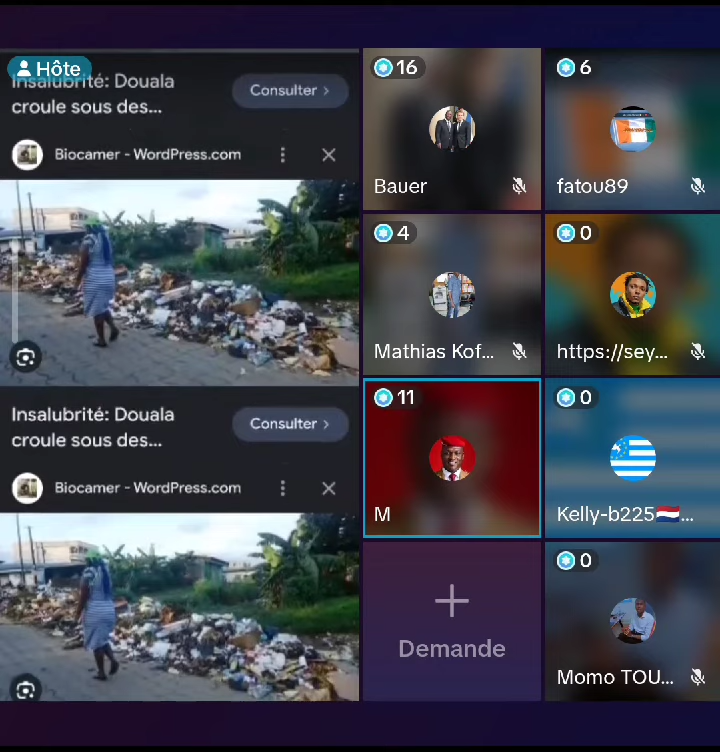 Hôte
Insalubrité: Douala
croule sous des...
Consulter >
Biocamer - WordPress.com
Insalubrité: Douala
croule sous des...
Consulter >
Biocamer - WordPress.com
16
Bauer
6
fatou89
4
Mathias Kof...
0
https://sey...
11
M
0
Kelly-b225🇳🇱...
+
Demande
0
Momo TOU...